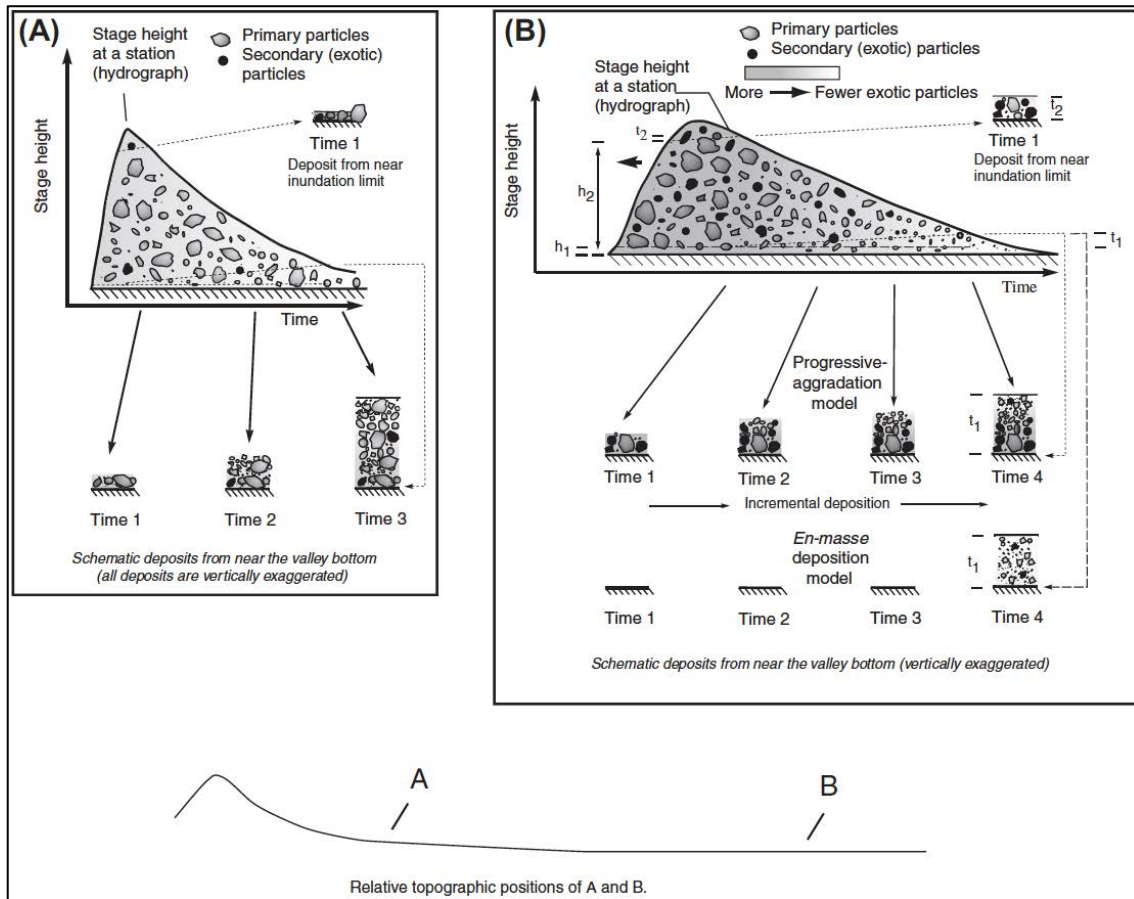 (A)
Stage height
at a station
(hydrograph)
Primary particles
Secondary (exotic)
particles
Stage height
Time 1
Deposit from near
inundation limit
Time
Time 1
Time 2
Time 3
Schematic deposits from near the valley bottom
(all deposits are vertically exaggerated)
(B)
Primary particles
Secondary (exotic) particles
Stage height
at a station
(hydrograph)
More
Fewer exotic particles
Stage height
t2
h2
h1
t2
Time 1
Deposit from near
inundation limit
t1
Time
Progressive-
aggradation
model
t1
Time 1
Time 2
Time 3
Time 4
Incremental deposition
En-masse
deposition
model
t1
Time 1
Time 2
Time 3
Time 4
Schematic deposits from near the valley bottom (vertically exaggerated)
A
B
Relative topographic positions of A and B.